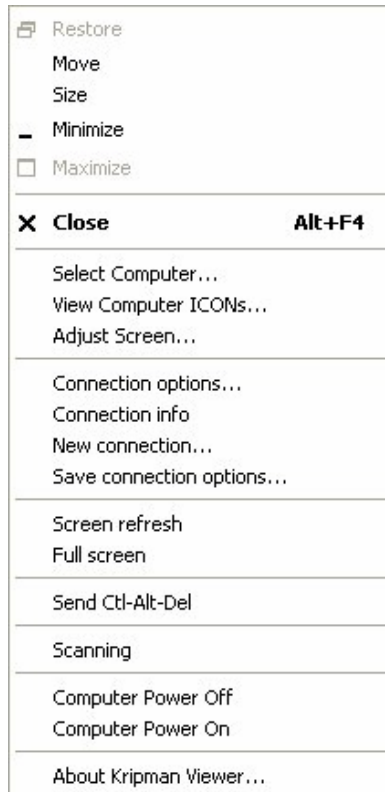 Restore
Move
Size
Minimize
Maximize
Close Alt+F4
Select Computer...
View Computer ICONs...
Adjust Screen...
Connection options...
Connection info
New connection...
Save connection options...
Screen refresh
Full screen
Send Ctl-Alt-Del
Scanning
Computer Power Off
Computer Power On
About Kripman Viewer...